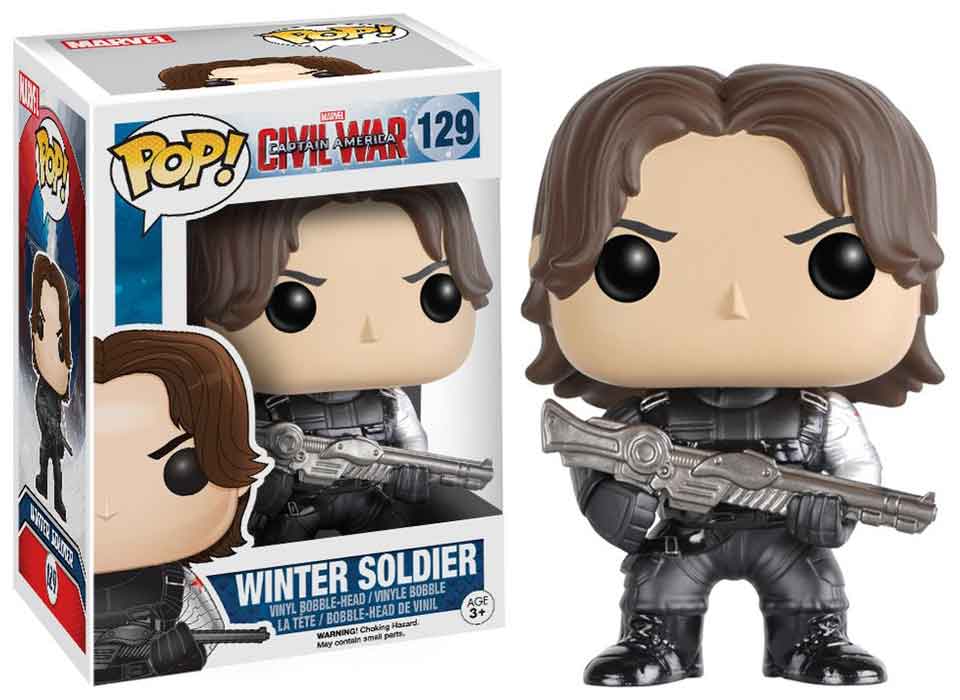 MARVEL
POP!
MARVEL
POP!
WINTER SOLDIER
129
POP!
MARVEL
CIVIL WAR
CAPTAIN AMERICA
129
WINTER SOLDIER
VINYL BOBBLE-HEAD / VINYLE BOBBLE
LA TÊTE / BOBBLE-HEAD DE VINIL
WARNING! Choking Hazard.
May contain small parts.
AGE
3+